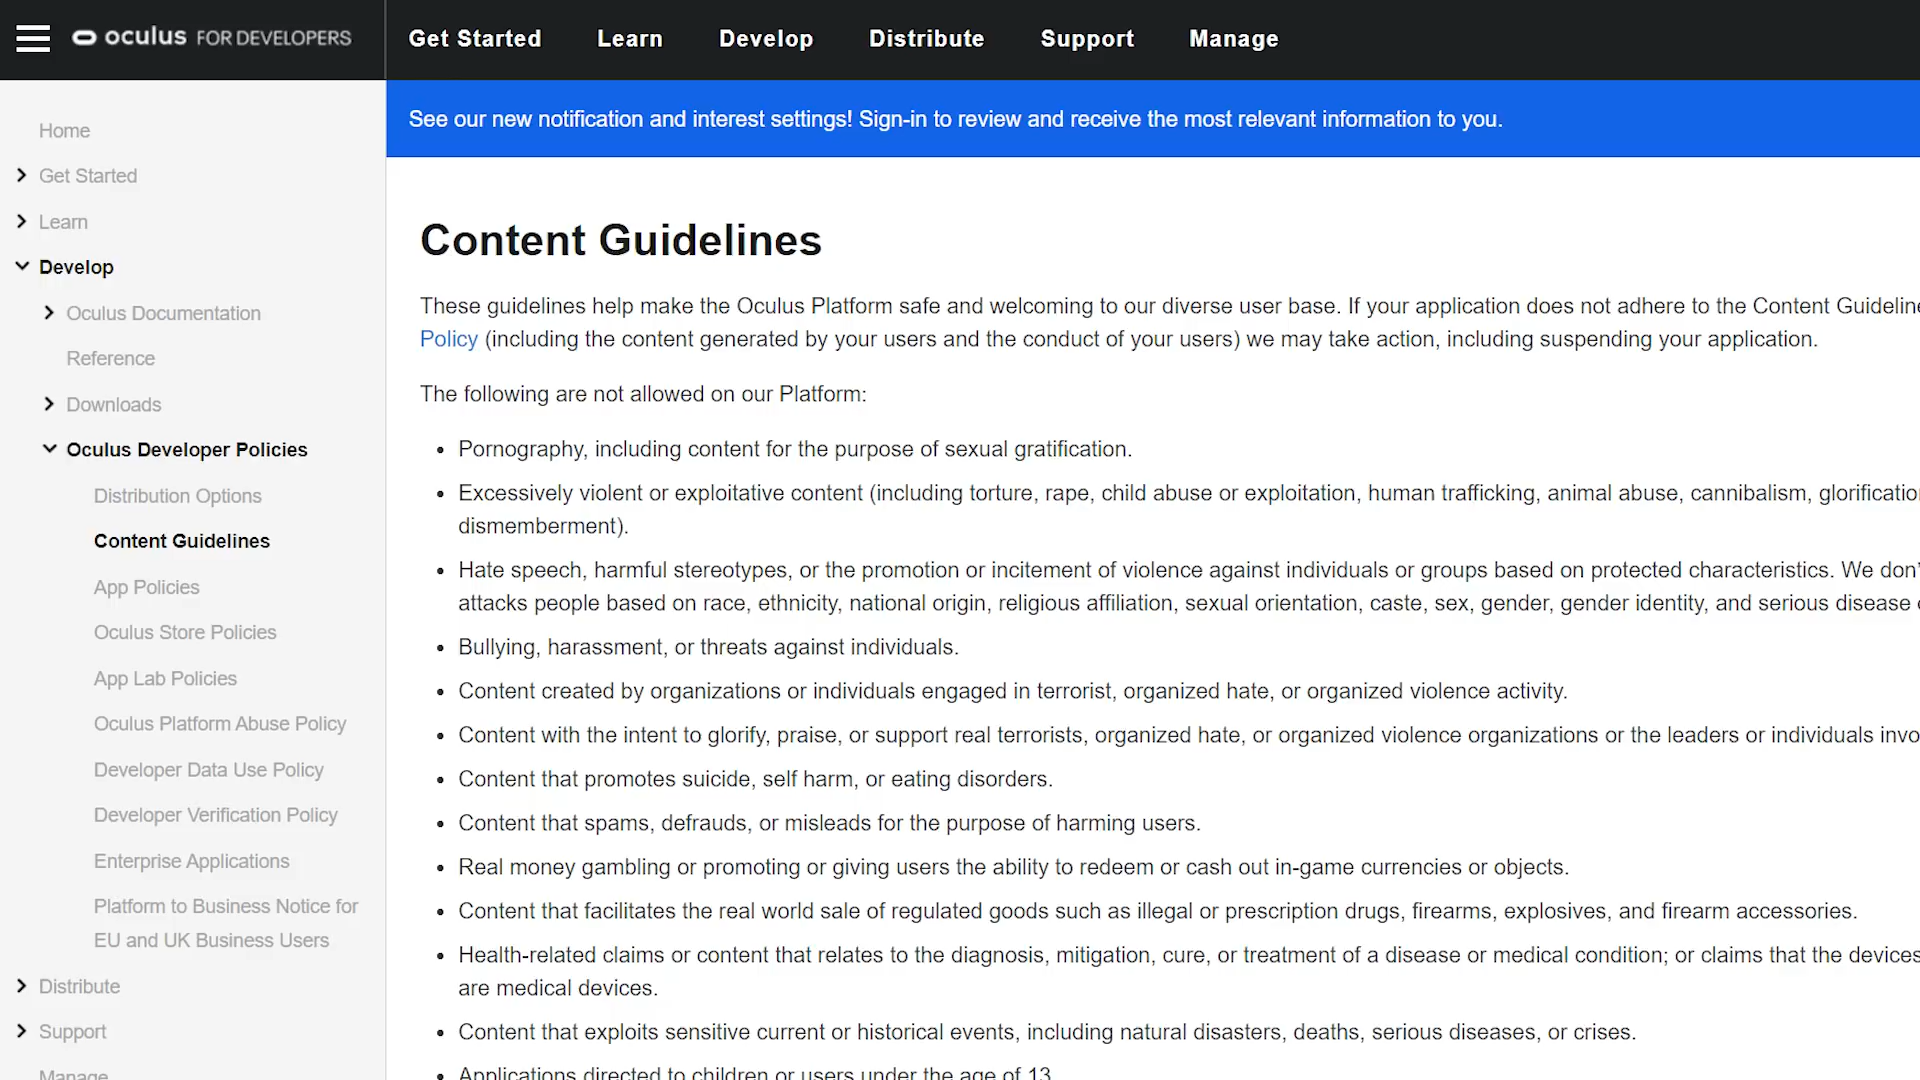 oculus FOR DEVELOPERS
Get Started
Learn
Develop
Distribute
Support
Manage
See our new notification and interest settings! Sign-in to review and receive the most relevant information to you.
Home
Get Started
Learn
Develop
Oculus Documentation
Reference
Downloads
Oculus Developer Policies
Distribution Options
Content Guidelines
App Policies
Oculus Store Policies
App Lab Policies
Oculus Platform Abuse Policy
Developer Data Use Policy
Developer Verification Policy
Enterprise Applications
Platform to Business Notice for
EU and UK Business Users
Distribute
Support
Manage
Content Guidelines
These guidelines help make the Oculus Platform safe and welcoming to our diverse user base. If your application does not adhere to the Content
Policy (including the content generated by your users and the conduct of your users) we may take action, including suspending your application.
The following are not allowed on our Platform:
Pornography, including content for the purpose of sexual gratification.
Excessively violent or exploitative content (including torture, rape, child abuse or exploitation, human trafficking, animal abuse, cannibalism,
dismemberment).
Hate speech, harmful stereotypes, or the promotion or incitement of violence against individuals or groups based on protected characteristics. We
attacks people based on race, ethnicity, national origin, religious affiliation, sexual orientation, caste, sex, gender, gender identity, and serious disease
Bullying, harassment, or threats against individuals.
Content created by organizations or individuals engaged in terrorist, organized hate, or organized violence activity.
Content with the intent to glorify, praise, or support real terrorists, organized hate, or organized violence organizations or the leaders or individuals
Content that promotes suicide, self harm, or eating disorders.
Content that spams, defrauds, or misleads for the purpose of harming users.
Real money gambling or promoting or giving users the ability to redeem or cash out in-game currencies or objects.
Content that facilitates the real world sale of regulated goods such as illegal or prescription drugs, firearms, explosives, and firearm accessories.
Health-related claims or content that relates to the diagnosis, mitigation, cure, or treatment of a disease or medical condition; or claims that the devices
are medical devices.
Content that exploits sensitive current or historical events, including natural disasters, deaths, serious diseases, or crises.
Applications directed to children or users under the age of 13